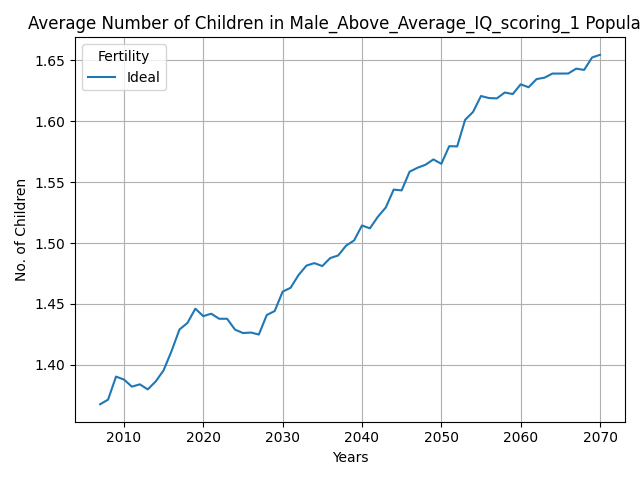 Average Number of Children in Male_Above_Average_IQ_scoring_1 Popula
Fertility
Ideal
No. of Children
1.65
1.60
1.55
1.50
1.45
1.40
2010 2020 2030 2040 2050 2060 2070
Years